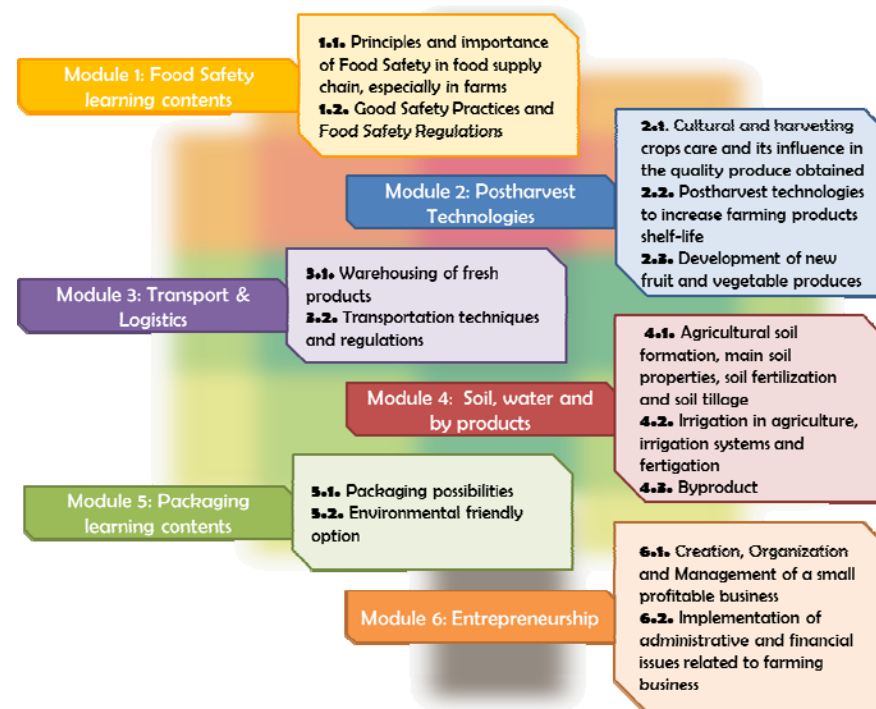 Module 1: Food Safety
learning contents
1.1. Principles and importance
of Food Safety in food supply
chain, especially in farms
1.2. Good Safety Practices and
Food Safety Regulations
Module 2: Postharvest
Technologies
2.1. Cultural and harvesting
crops care and its influence in
the quality produce obtained
2.2. Postharvest technologies
to increase farming products
shelf-life
2.3. Development of new
fruit and vegetable produces
Module 3: Transport &
Logistics
3.1. Warehousing of fresh
products
3.2. Transportation techniques
and regulations
Module 4: Soil, water and
by products
4.1. Agricultural soil
formation, main soil
properties, soil fertilization
and soil tillage
4.2. Irrigation in agriculture,
irrigation systems and
fertigation
4.3. Byproduct
Module 5: Packaging
learning contents
5.1. Packaging possibilities
5.2. Environmental friendly
option
Module 6: Entrepreneurship
6.1. Creation, Organization
and Management of a small
profitable business
6.2. Implementation of
administrative and financial
issues related to farming
business